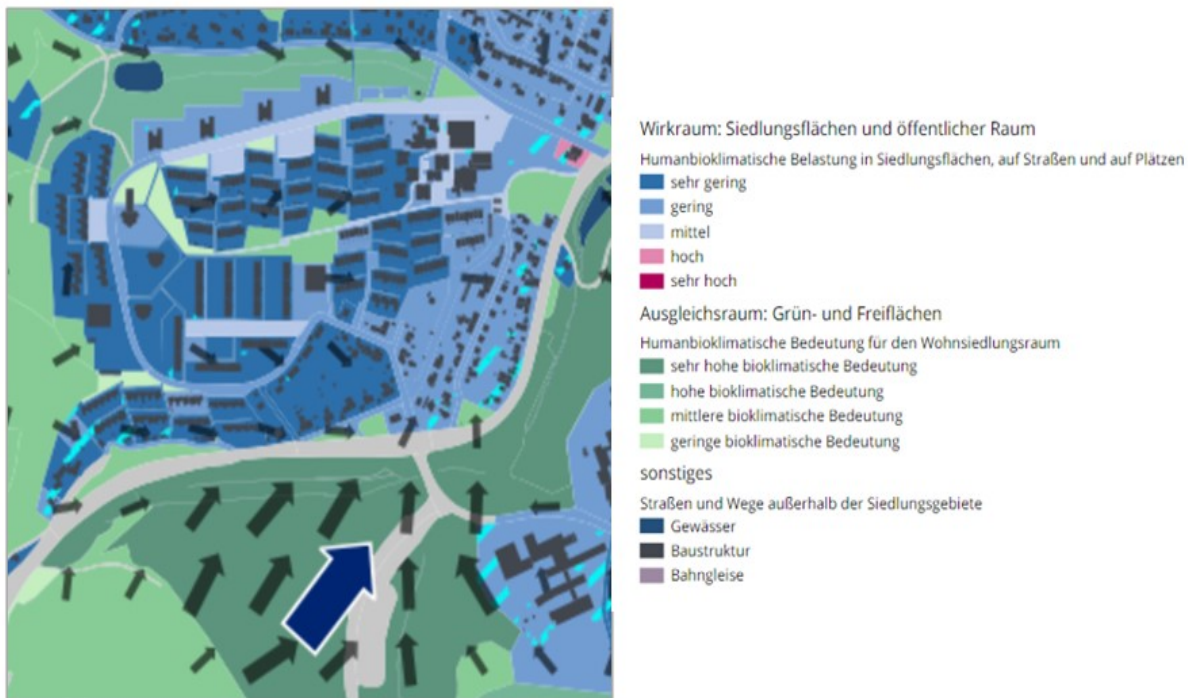 Wirkraum: Siedlungsflächen und öffentlicher Raum
Humanbioklimatische Belastung in Siedlungsflächen, auf Straßen und auf Plätzen
sehr gering
gering
mittel
hoch
sehr hoch
Ausgleichsraum: Grün- und Freiflächen
Humanbioklimatische Bedeutung für den Wohnsiedlungsraum
sehr hohe bioklimatische Bedeutung
hohe bioklimatische Bedeutung
mittlere bioklimatische Bedeutung
geringe bioklimatische Bedeutung
sonstiges
Straßen und Wege außerhalb der Siedlungsgebiete
Gewässer
Baustruktur
Bahngleise